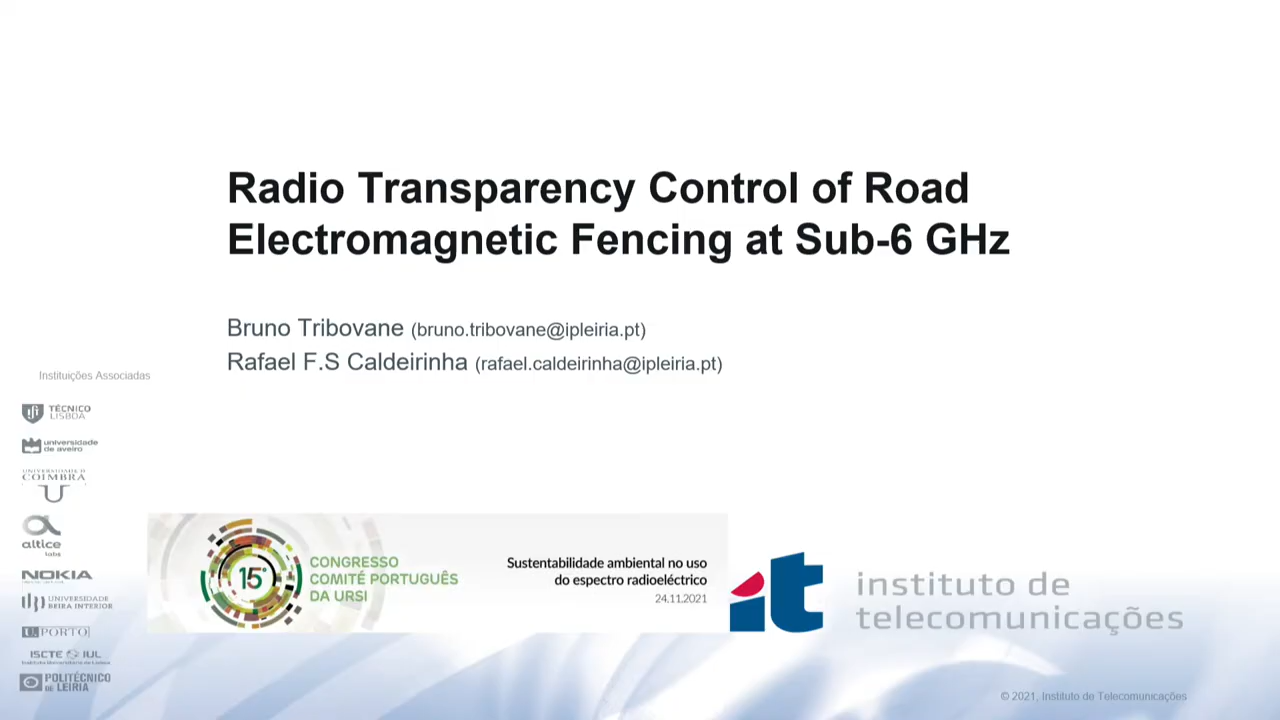 Radio Transparency Control of Road
Electromagnetic Fencing at Sub-6 GHz
Bruno Tribovane (bruno.tribovane@ipleiria.pt)
Rafael F.S Caldeirinha (rafael.caldeirinha@ipleiria.pt)
Instituições Associadas
TÉCNICO
LISBOA
universidade
de aveiro
COIMBRA
altice
labs
NOKIA
UNIVERSIDADE
BEIRA INTERIOR
U.PORTO
ISCTE IUL
POLITÉCNICO
DE LEIRIA
15º
CONGRESSO
COMITÉ PORTUGUÊS
DA URSI
Sustentabilidade ambiental no uso
do espectro radioeléctrico
24.11.2021
it
instituto de
telecomunicações
© 2021, Instituto de Telecomunicações